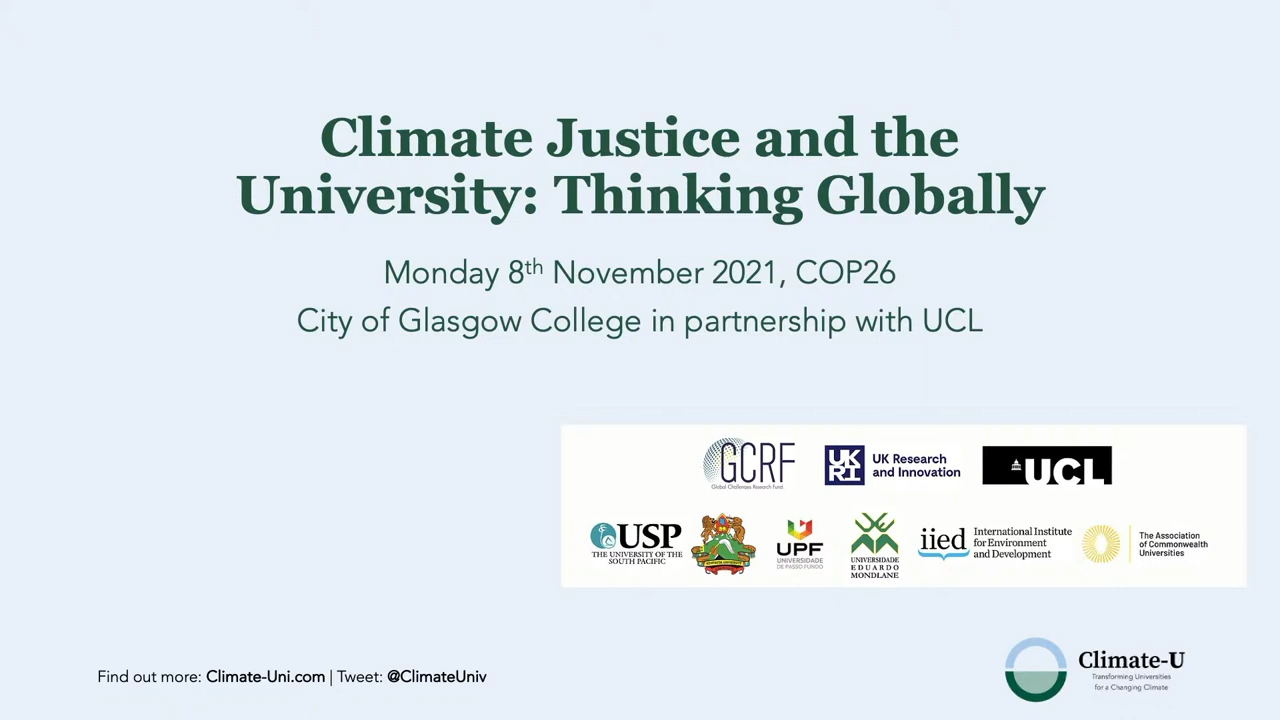 Climate Justice and the
University: Thinking Globally
Monday 8th November 2021, COP26
City of Glasgow College in partnership with UCL
GCRF
Global Challenges Research Fund
UK
RI
UK Research
and Innovation
UCL
USP
THE UNIVERSITY OF THE
SOUTH PACIFIC
UPF
UNIVERSIDADE
DE PASSO FUNDO
UNIVERSIDADE
EDUARDO
MONDLANE
iied
International Institute
for Environment
and Development
The Association
of Commonwealth
Universities
Find out more: Climate-Uni.com | Tweet: @ClimateUniv
Climate-U
Transforming Universities
for a Changing Climate